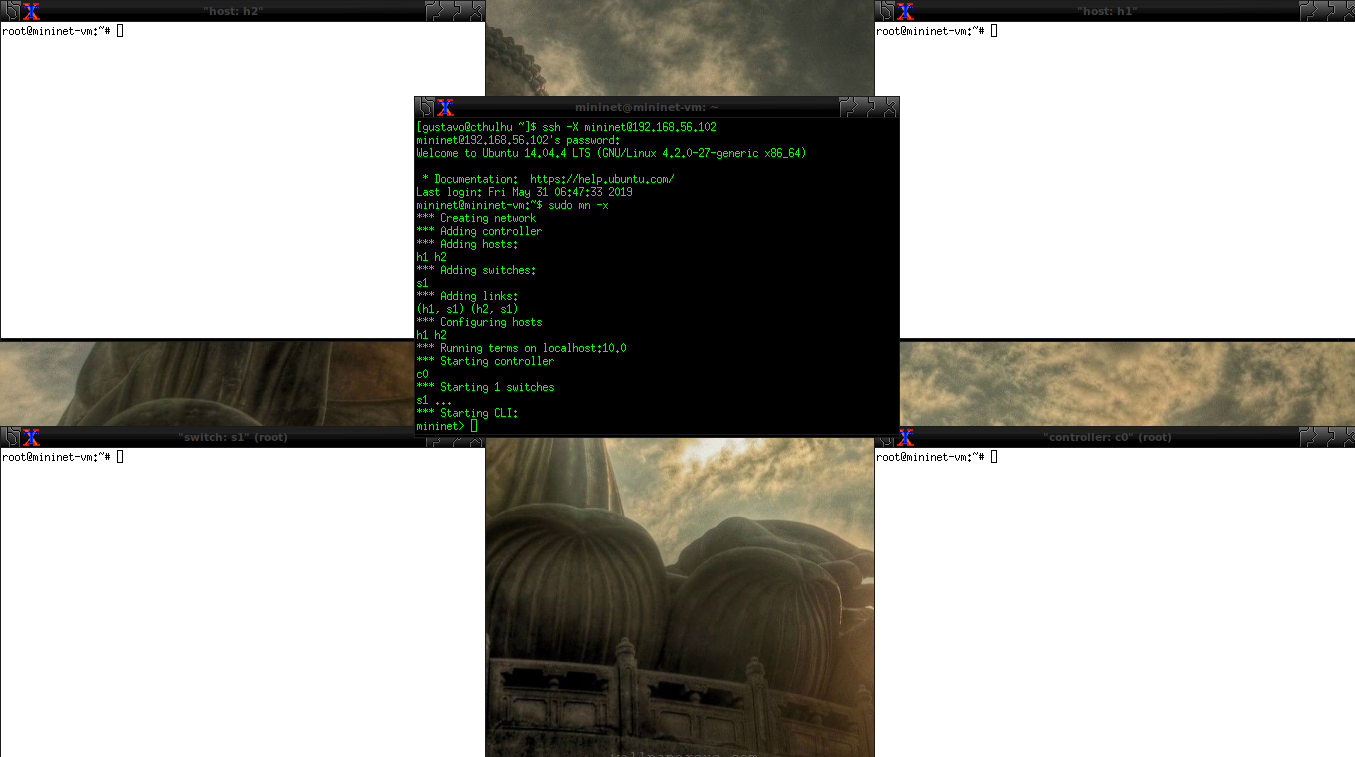 "host: h2"
root@mininet-vm:~#
"host: h1"
root@mininet-vm:~#
mininet@mininet-vm: ~
[gustavo@cthulhu ~]$ ssh -X mininet@192.168.56.102
mininet@192.168.56.102's password:
Welcome to Ubuntu 14.04.4 LTS (GNU/Linux 4.2.0-27-generic x86_64)
* Documentation:  https://help.ubuntu.com/
Last login: Fri May 31 06:47:33 2019
mininet@mininet-vm:~$ sudo mn -x
*** Creating network
*** Adding controller
*** Adding hosts:
h1 h2
*** Adding switches:
s1
*** Adding links:
(h1, s1) (h2, s1)
*** Configuring hosts
h1 h2
*** Running terms on localhost:10.0
*** Starting controller
c0
*** Starting 1 switches
s1 ...
*** Starting CLI:
mininet>
"switch: s1" (root)
root@mininet-vm:~#
"controller: c0" (root)
root@mininet-vm:~#